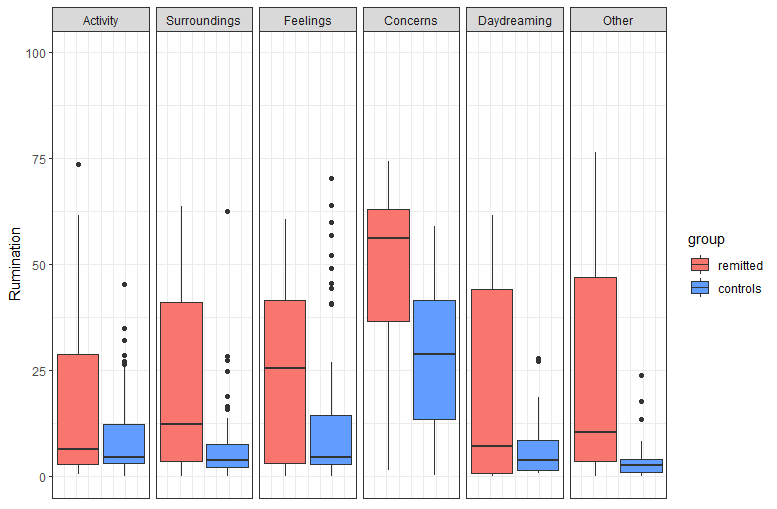 Activity Surroundings Feelings Concerns Daydreaming Other
100
75
50
25
0
Rumination
group
remitted
controls